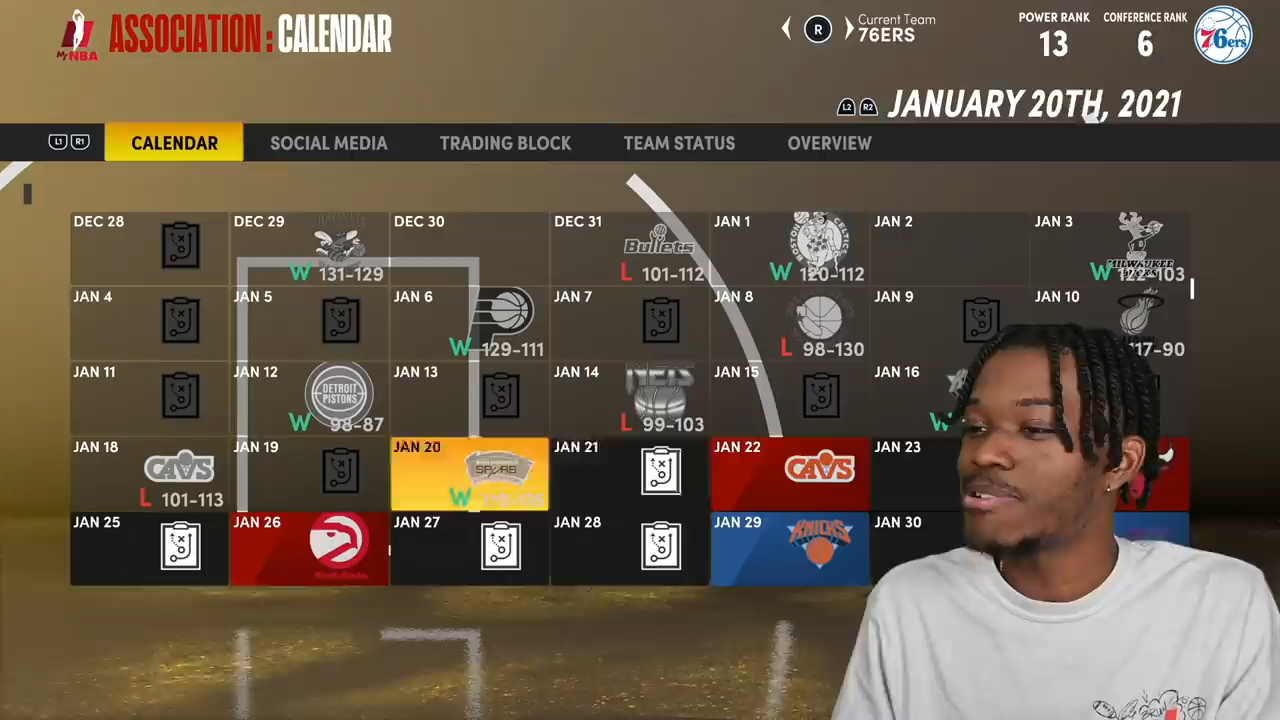 MyNBA
ASSOCIATION : CALENDAR
R
Current Team
76ERS
POWER RANK
13
CONFERENCE RANK
6
76ers
L2 R2
JANUARY 20TH, 2021
L1 R1
CALENDAR
SOCIAL MEDIA
TRADING BLOCK
TEAM STATUS
OVERVIEW
DEC 28
DEC 29
W 131-129
DEC 30
DEC 31
Bullets
L 101-112
JAN 1
BOSTON CELTICS
W 120-112
JAN 2
JAN 3
MILWAUKEE
W 122-103
JAN 4
JAN 5
JAN 6
W 129-111
JAN 7
JAN 8
L 98-130
JAN 9
JAN 10
117-90
JAN 11
JAN 12
DETROIT
PISTONS
W 98-87
JAN 13
JAN 14
NETS
L 99-103
JAN 15
JAN 16
W
JAN 18
CAVS
L 101-113
JAN 19
JAN 20
SPURS
W
JAN 21
JAN 22
CAVS
JAN 23
JAN 25
JAN 26
JAN 27
JAN 28
JAN 29
KNICKS
JAN 30